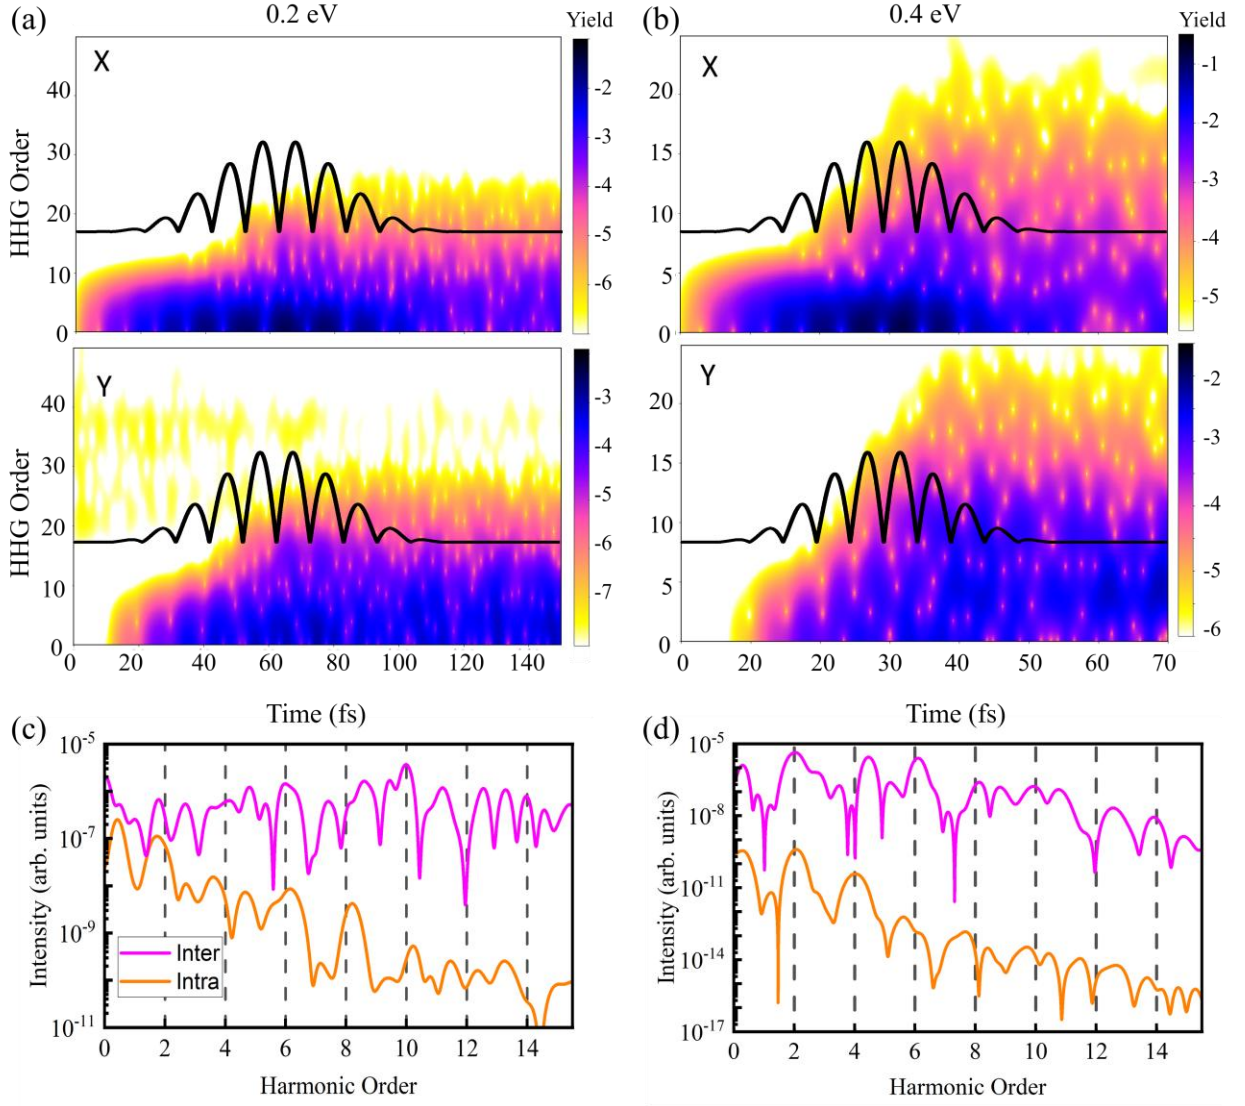 (a)
0.2 eV
Yield
(b)
0.4 eV
Yield
X
HHG Order
40
30
20
10
0
-2
-3
-4
-5
-6
X
20
15
10
5
0
-1
-2
-3
-4
-5
Y
HHG Order
40
30
20
10
0
-3
-4
-5
-6
-7
0 20 40 60 80 100 120 140
Time (fs)
Y
20
15
10
5
0
-2
-3
-4
-5
-6
0 20 20 30 40 50 60 70
Time (fs)
(c)
Intensity (arb. units)
10-5
10-7
10-9
10-11
Inter
Intra
0 2 4 6 8 10 12 14
Harmonic Order
(d)
Intensity (arb. units)
10-5
10-8
10-11
10-14
10-17
0 2 4 6 8 10 12 14
Harmonic Order